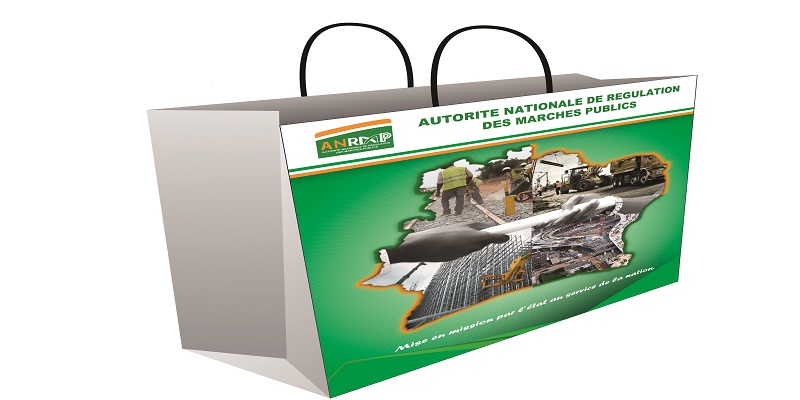 AUTORITE NATIONALE DE REGULATION
DES MARCHES PUBLICS
ANRMP
Mise en mission par l'état au service de la nation.